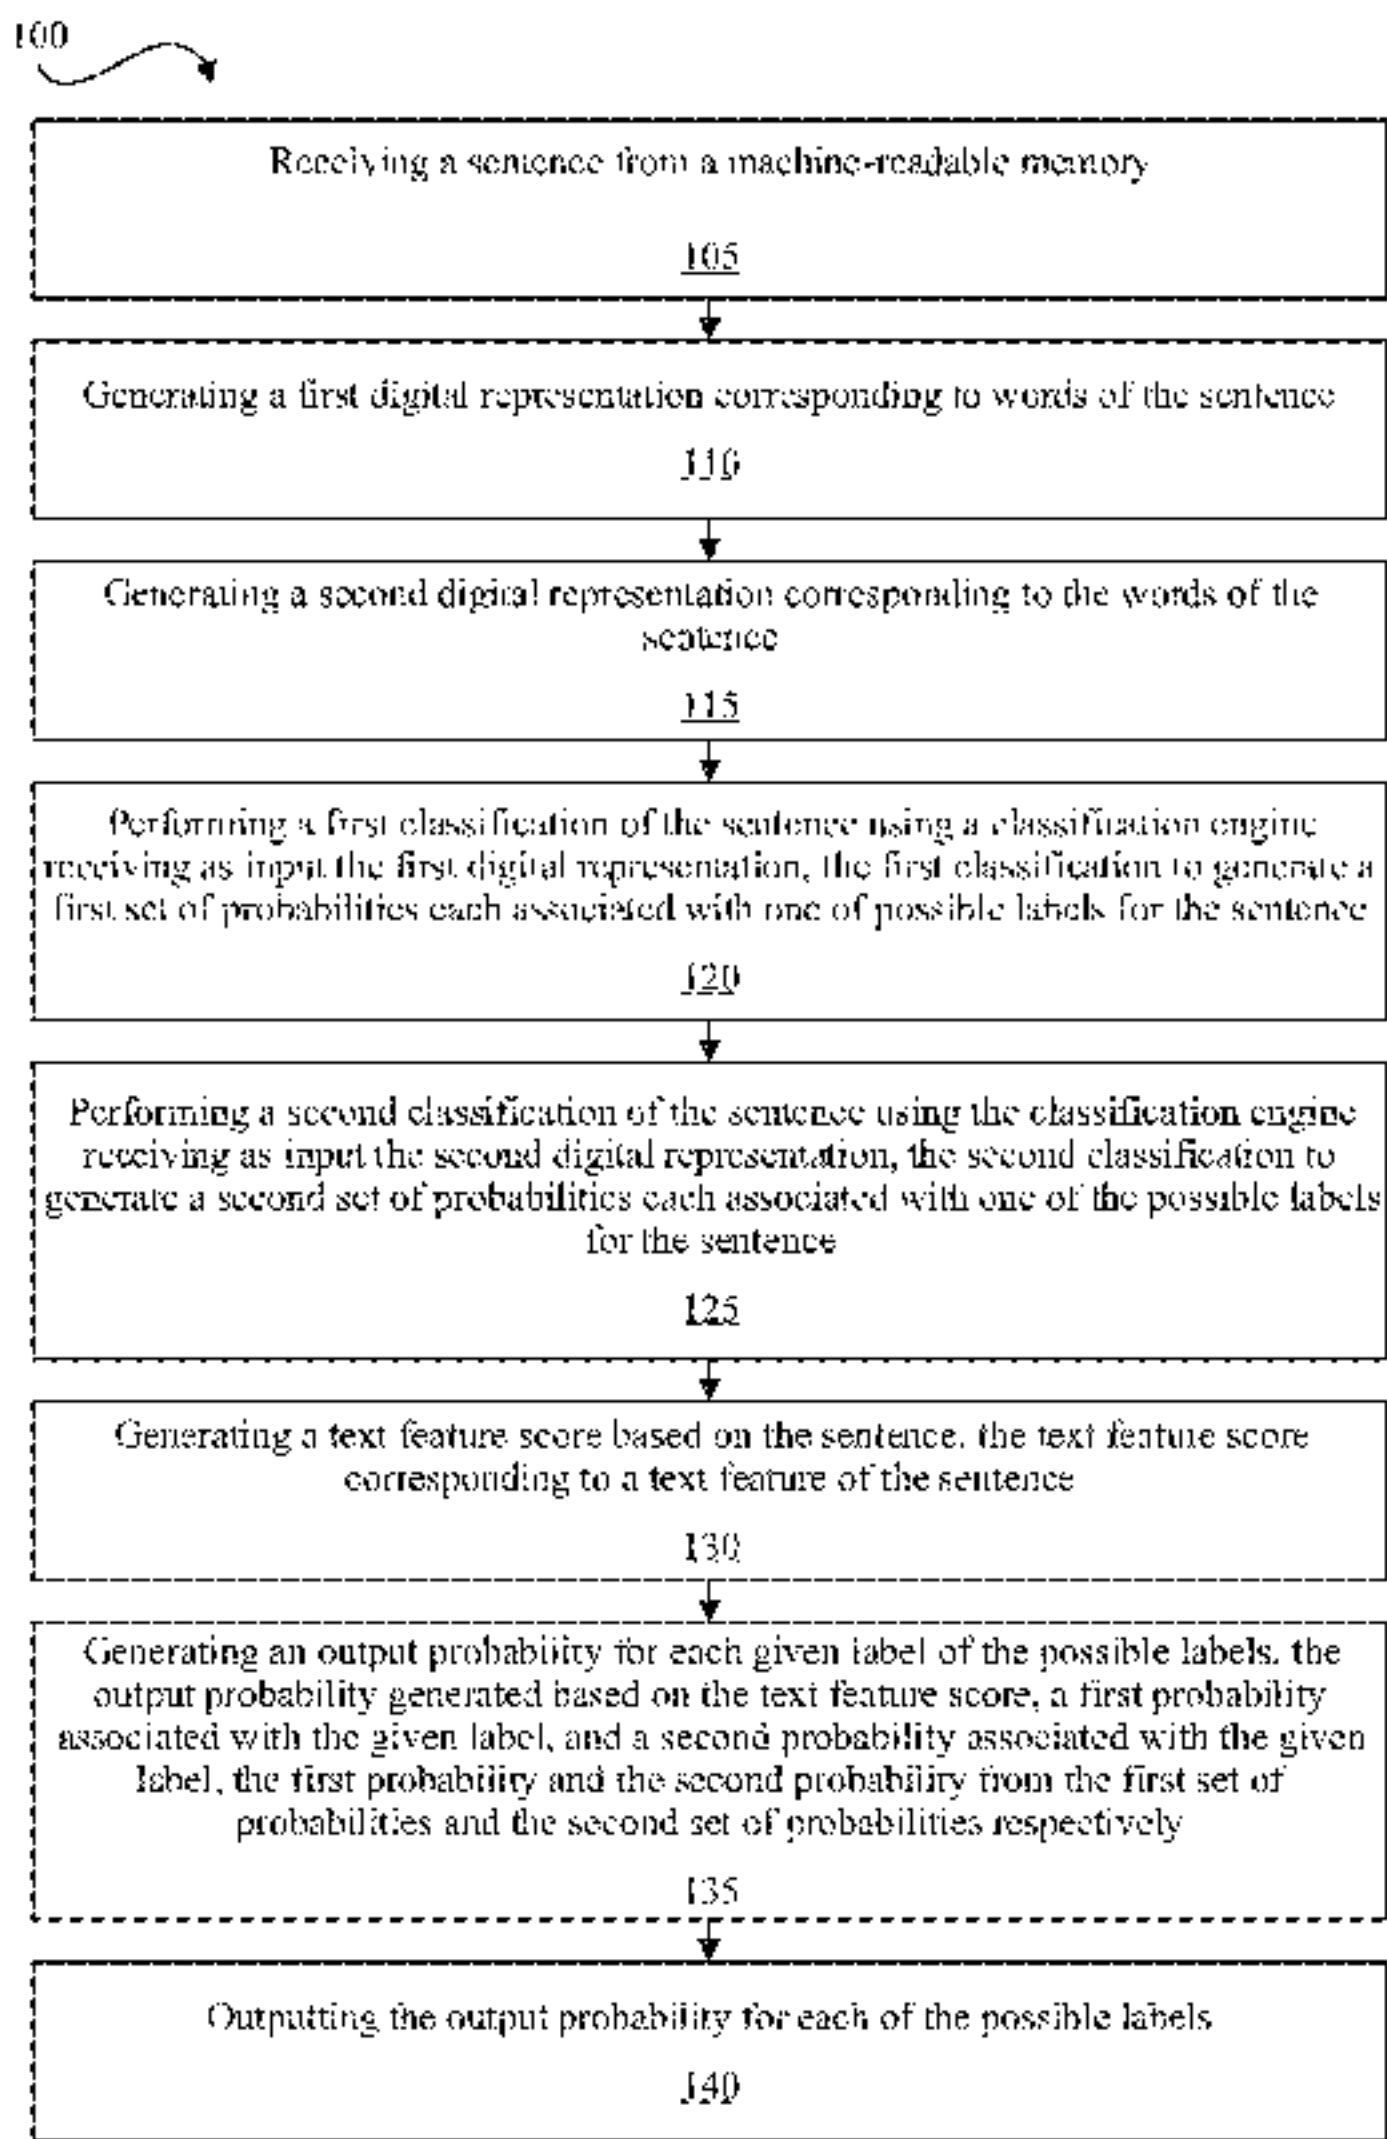 100
Receiving a sentence from a machine-readable memory
105
Generating a first digital representation corresponding to words of the sentence
110
Generating a second digital representation corresponding to the words of the
sentence
115
Performing a first classification of the sentence using a classification engine
receiving as input the first digital representation, the first classification to generate a
first set of probabilities each associated with one of possible labels for the sentence
120
Performing a second classification of the sentence using the classification engine
receiving as input the second digital representation, the second classification to
generate a second set of probabilities each associated with one of the possible labels
for the sentence
125
Generating a text feature score based on the sentence, the text feature score
corresponding to a text feature of the sentence
130
Generating an output probability for each given label of the possible labels, the
output probability generated based on the text feature score, a first probability
associated with the given label, and a second probability associated with the given
label, the first probability and the second probability from the first set of
probabilities and the second set of probabilities respectively
135
Outputting the output probability for each of the possible labels
140